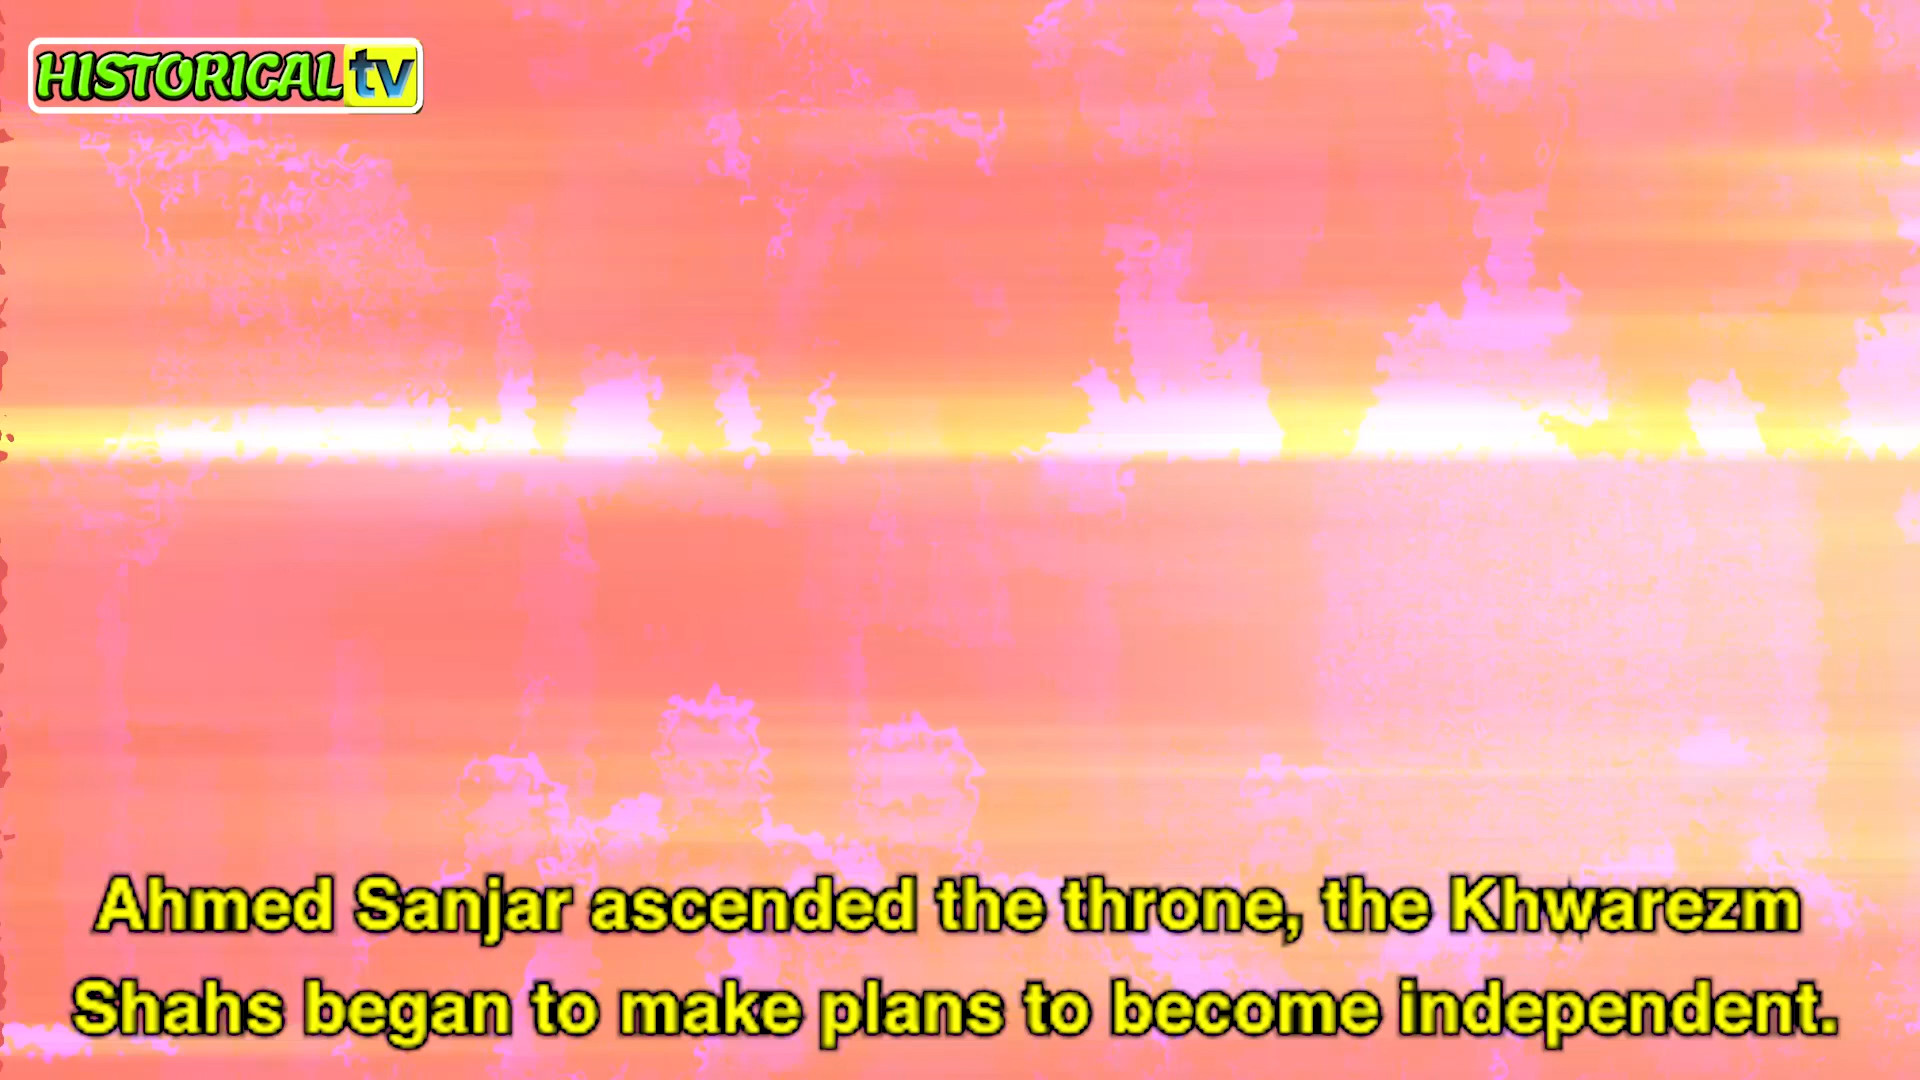 HISTORICAL tv
Ahmed Sanjar ascended the throne, the Khwarezm
Shahs began to make plans to become independent.